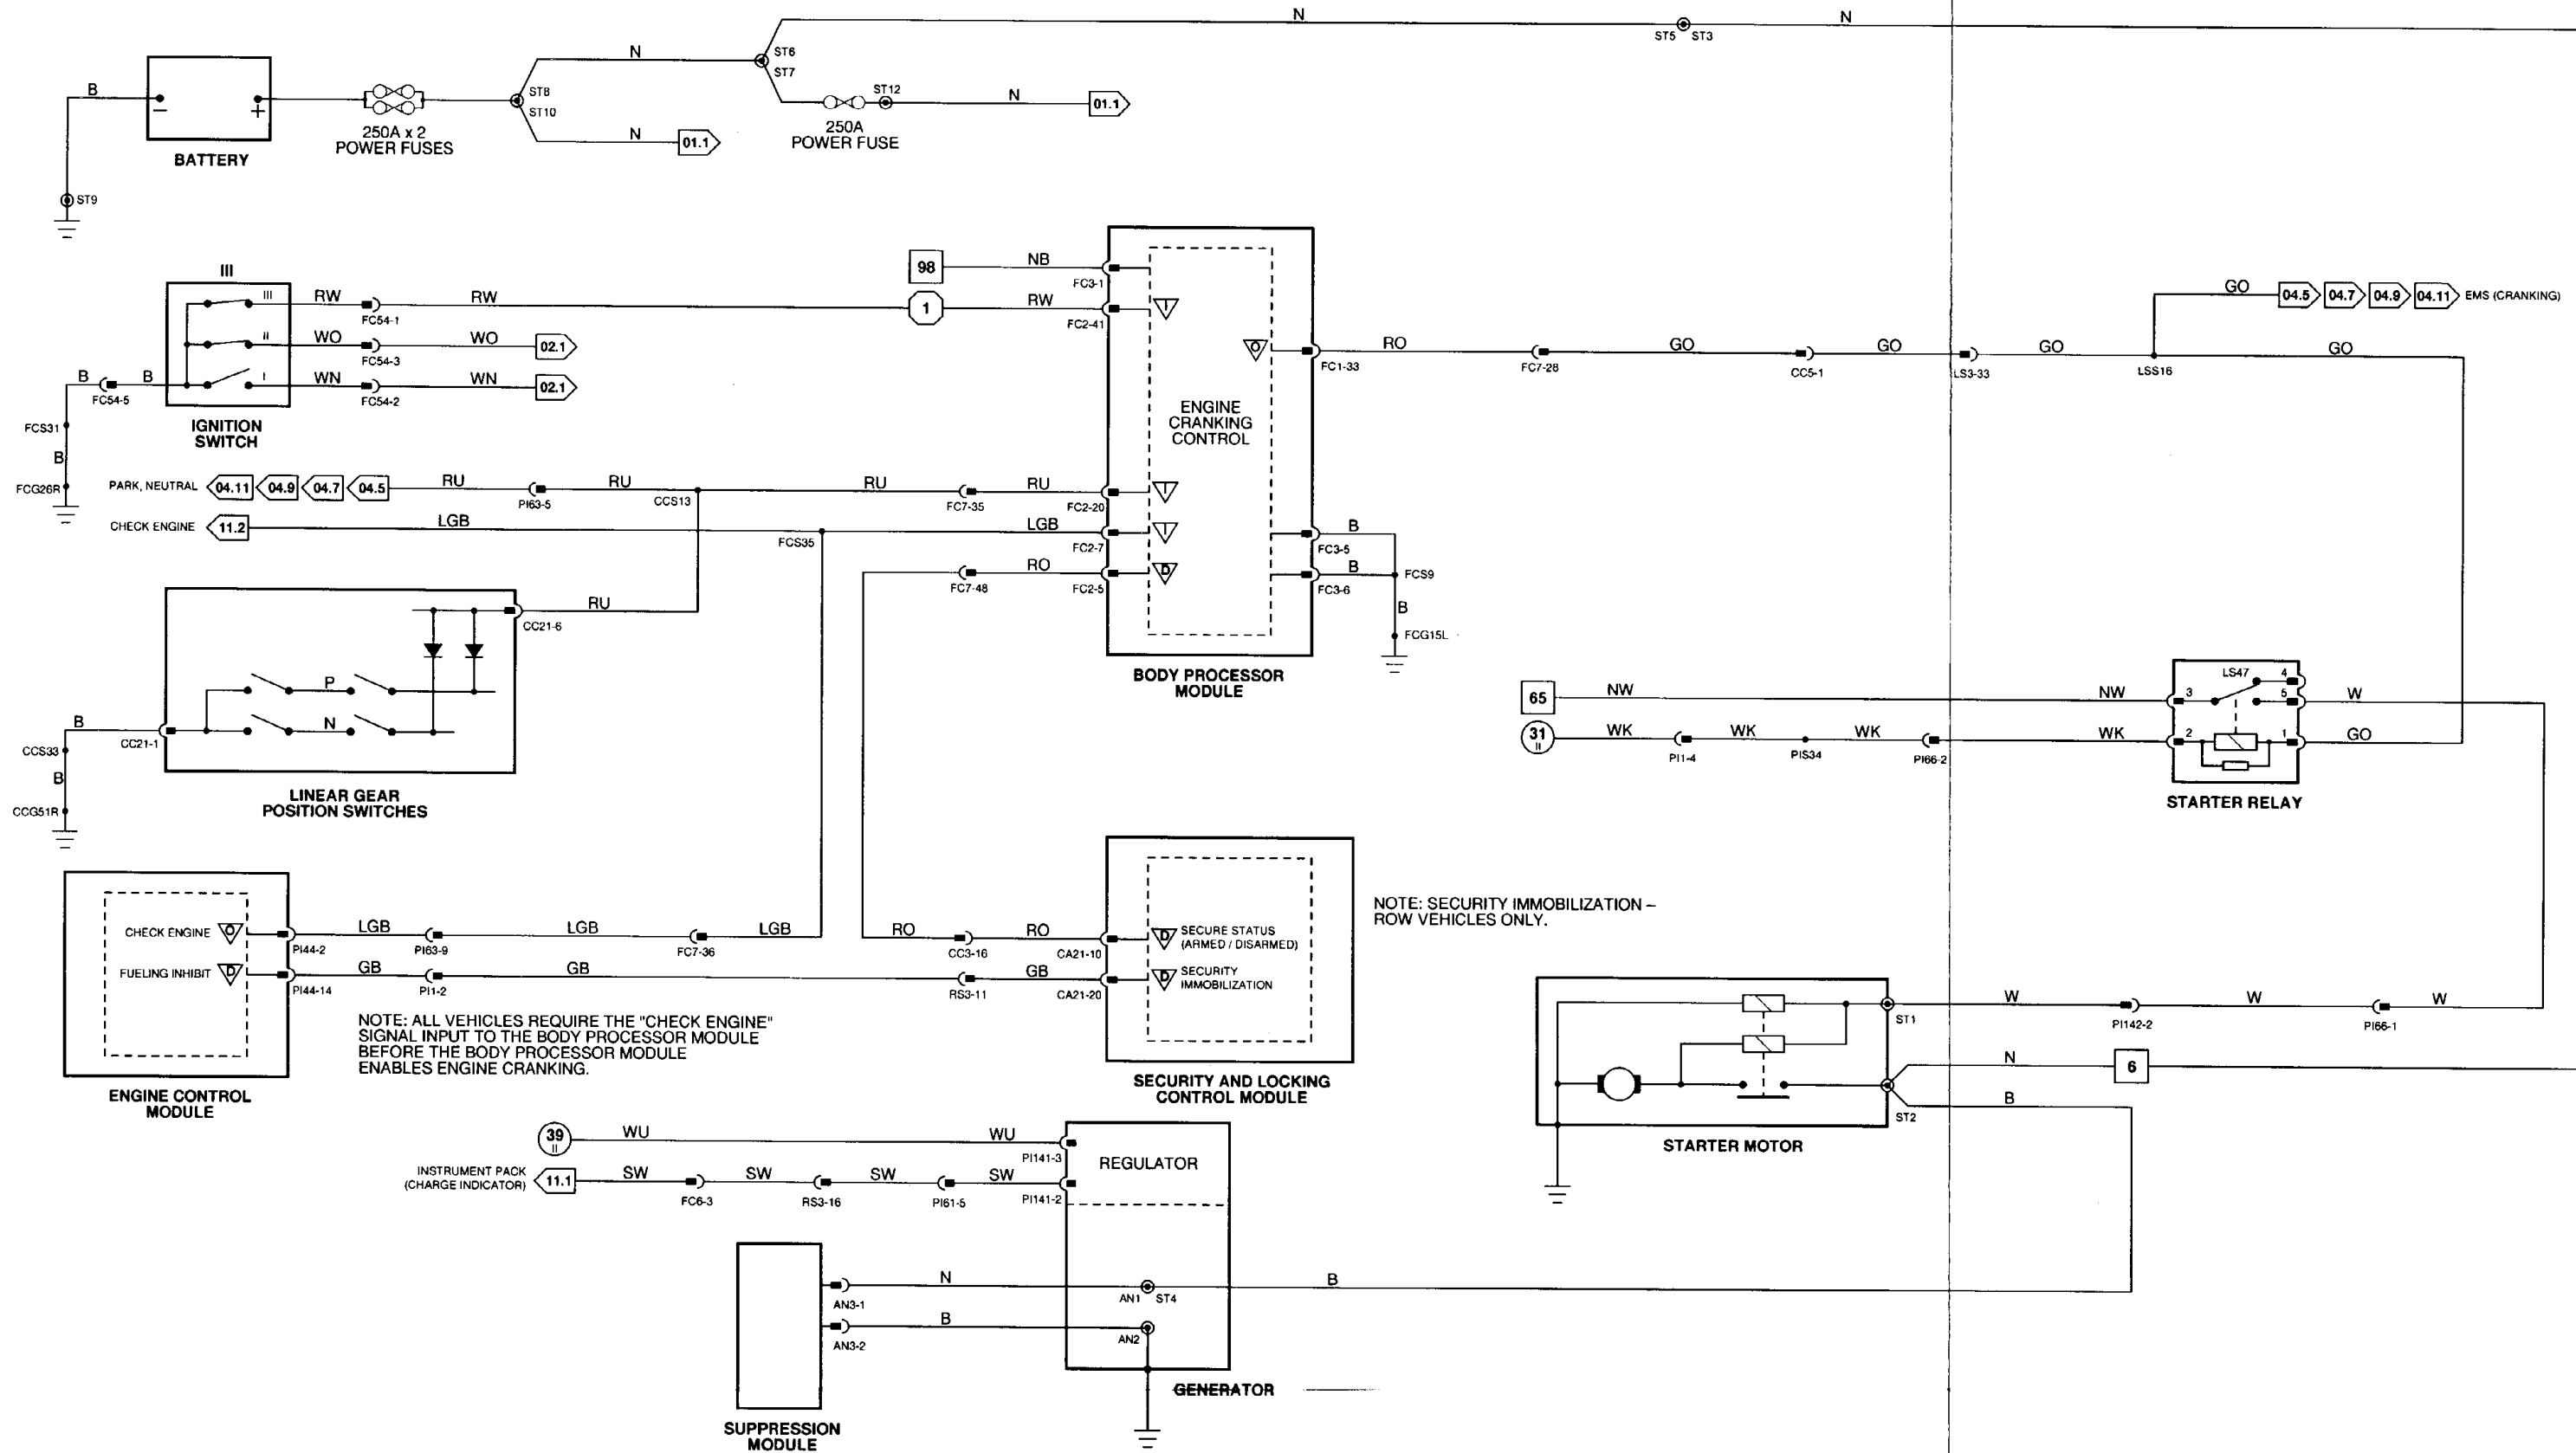 N
N
ST5 ST3
B
−
+
BATTERY
250A x 2
POWER FUSES
ST8
ST10
N
N
01.1
ST6
ST7
ST12
250A
POWER FUSE
N
01.1
ST9
III
III
II
I
RW
FC54-1
RW
WO
FC54-3
WO
02.1
WN
FC54-2
WN
02.1
B
FC54-5
B
IGNITION
SWITCH
FCS31
B
FCG26R
98
NB
FC3-1
1
RW
FC2-41
I
O
ENGINE
CRANKING
CONTROL
FC1-33
RO
FC7-28
GO
CC5-1
GO
LS3-33
GO
LSS16
GO
GO
04.5
04.7
04.9
04.11
EMS (CRANKING)
PARK, NEUTRAL
04.11
04.9
04.7
04.5
RU
PI63-5
RU
CCS13
RU
FC7-35
RU
FC2-20
I
CHECK ENGINE
11.2
LGB
FCS35
LGB
FC2-7
I
FC7-48
RO
FC2-5
D
B
FC3-5
B
FC3-6
FCS9
B
FCG15L
BODY PROCESSOR
MODULE
RU
CC21-6
P
N
B
CC21-1
CCS33
B
CCG51R
LINEAR GEAR
POSITION SWITCHES
65
NW
NW
31
II
WK
PI1-4
WK
PIS34
WK
PI66-2
WK
LS47
3
4
5
2
1
W
GO
STARTER RELAY
CHECK ENGINE
O
PI44-2
LGB
PI63-9
LGB
FC7-36
LGB
FUELING INHIBIT
D
PI44-14
GB
PI1-2
GB
RS3-11
GB
CA21-20
RO
CC3-16
RO
CA21-10
D
SECURE STATUS
(ARMED / DISARMED)
D
SECURITY
IMMOBILIZATION
NOTE: SECURITY IMMOBILIZATION –
ROW VEHICLES ONLY.
NOTE: ALL VEHICLES REQUIRE THE "CHECK ENGINE"
SIGNAL INPUT TO THE BODY PROCESSOR MODULE
BEFORE THE BODY PROCESSOR MODULE
ENABLES ENGINE CRANKING.
ENGINE CONTROL
MODULE
SECURITY AND LOCKING
CONTROL MODULE
ST1
W
PI142-2
W
PI66-1
W
ST2
N
6
B
STARTER MOTOR
39
II
WU
WU
PI141-3
REGULATOR
INSTRUMENT PACK
(CHARGE INDICATOR)
11.1
SW
FC6-3
SW
RS3-16
SW
PI61-5
SW
PI141-2
AN3-1
N
AN1 ST4
B
AN3-2
B
AN2
GENERATOR
SUPPRESSION
MODULE